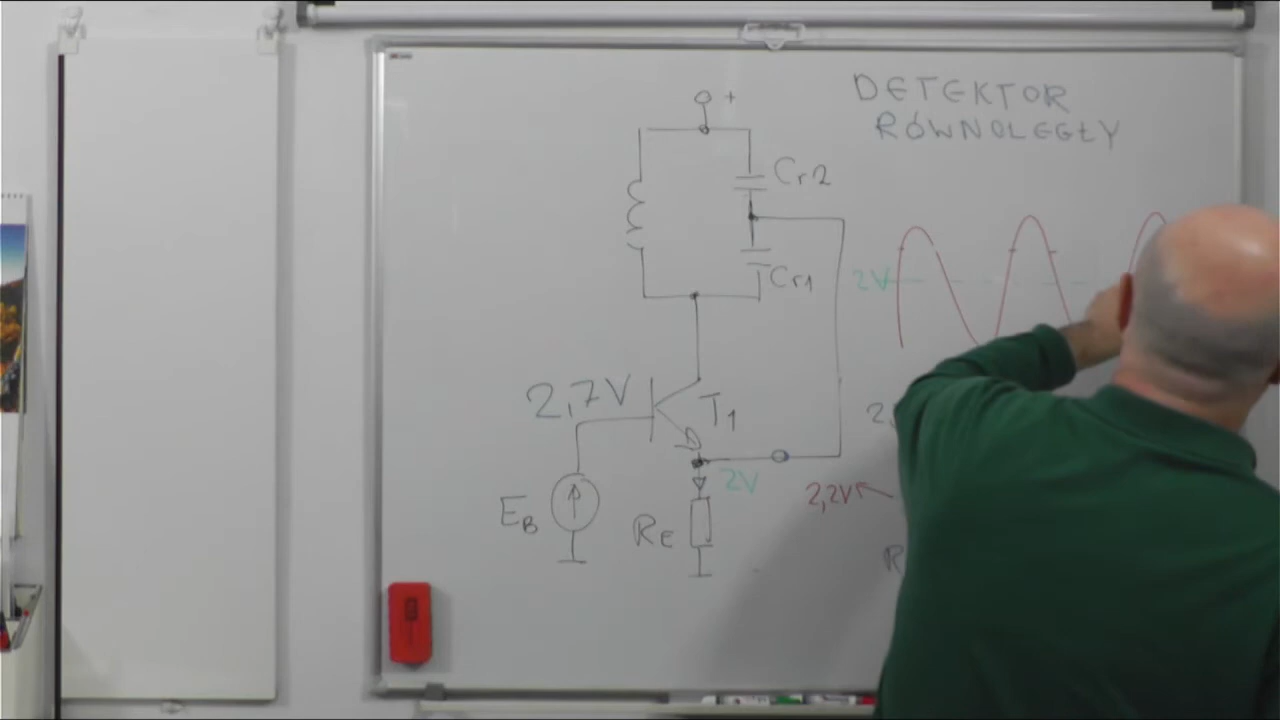 DETEKTOR
RÓWNOLEGŁY
+
Cr2
Cr1
2V
2,7V
T1
2V
2,2V
EB
RE